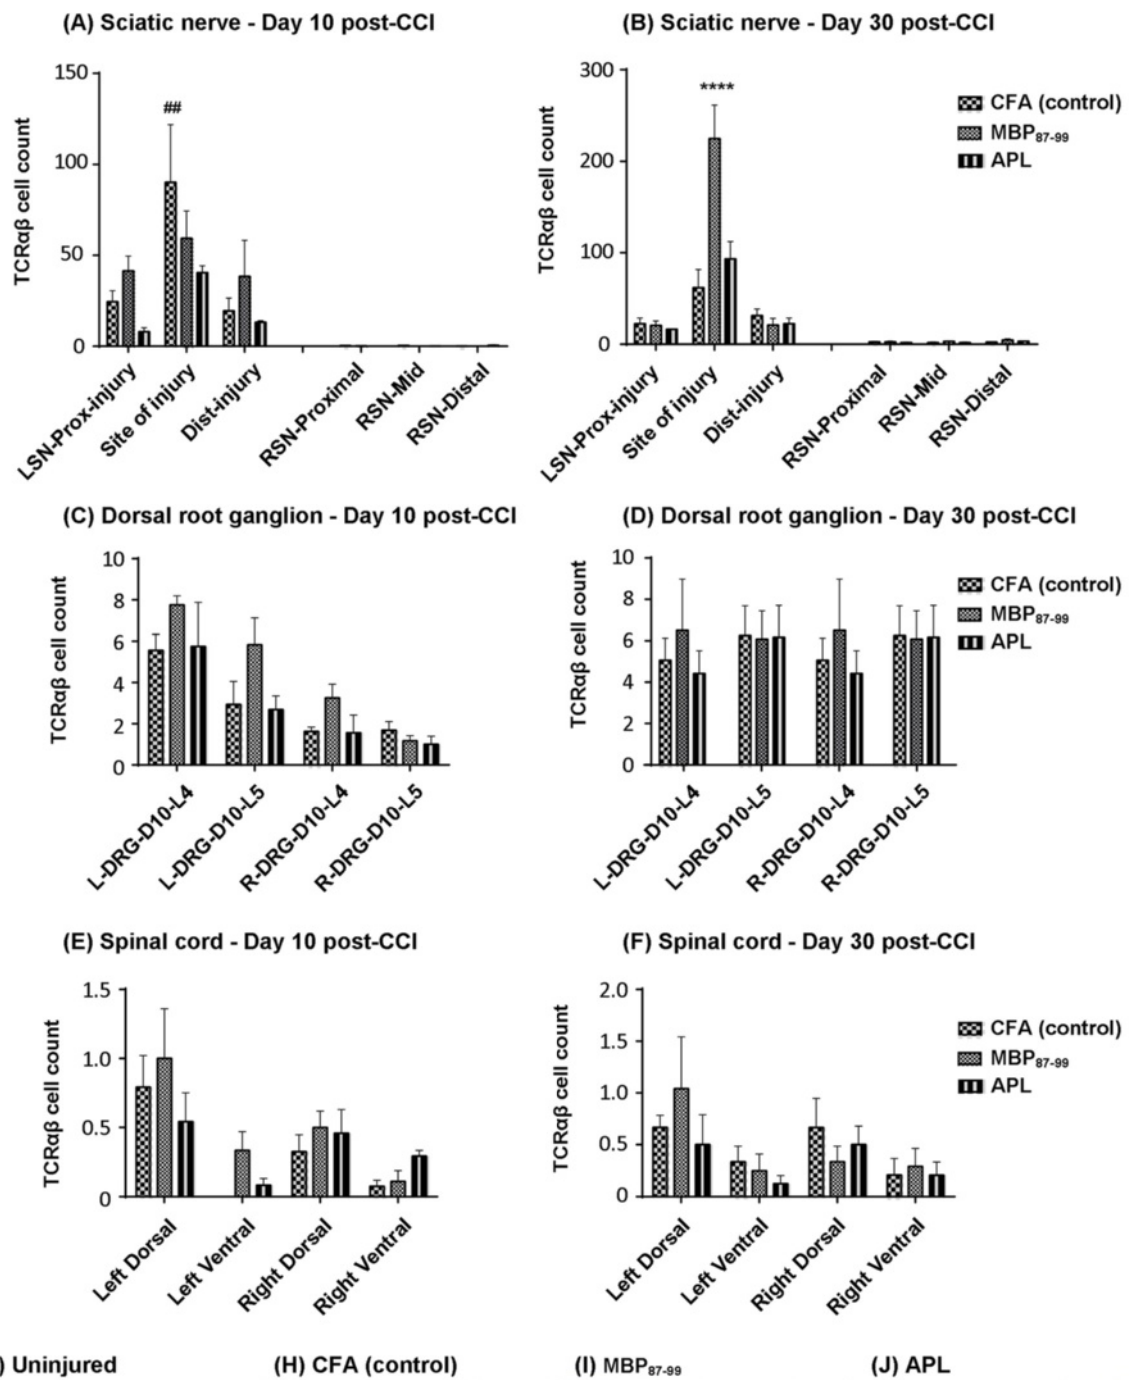 (A) Sciatic nerve - Day 10 post-CCI
TCRαβ cell count
150
100
50
0
##
LSN-Prox-injury
Site of injury
Dist-injury
RSN-Proximal
RSN-Mid
RSN-Distal
(B) Sciatic nerve - Day 30 post-CCI
TCRαβ cell count
300
200
100
0
****
LSN-Prox-injury
Site of injury
Dist-injury
RSN-Proximal
RSN-Mid
RSN-Distal
CFA (control)
MBP87-99
APL
(C) Dorsal root ganglion - Day 10 post-CCI
TCRαβ cell count
10
8
6
4
2
0
L-DRG-D10-L4
L-DRG-D10-L5
R-DRG-D10-L4
R-DRG-D10-L5
(D) Dorsal root ganglion - Day 30 post-CCI
TCRαβ cell count
10
8
6
4
2
0
L-DRG-D10-L4
L-DRG-D10-L5
R-DRG-D10-L4
R-DRG-D10-L5
CFA (control)
MBP87-99
APL
(E) Spinal cord - Day 10 post-CCI
TCRαβ cell count
1.5
1.0
0.5
0
Left Dorsal
Left Ventral
Right Dorsal
Right Ventral
(F) Spinal cord - Day 30 post-CCI
TCRαβ cell count
2.0
1.5
1.0
0.5
0
Left Dorsal
Left Ventral
Right Dorsal
Right Ventral
CFA (control)
MBP87-99
APL
) Uninjured
(H) CFA (control)
(I) MBP87-99
(J) APL